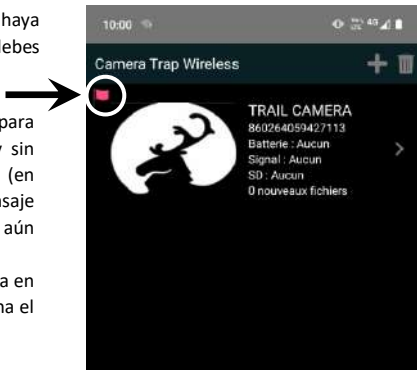 haya
debes
para
sin
(en
aún
a en
na el
10:00
4G
Camera Trap Wireless
TRAIL CAMERA
860264059427113
Batterie : Aucun
Signal : Aucun
SD : Aucun
0 nouveaux fichiers